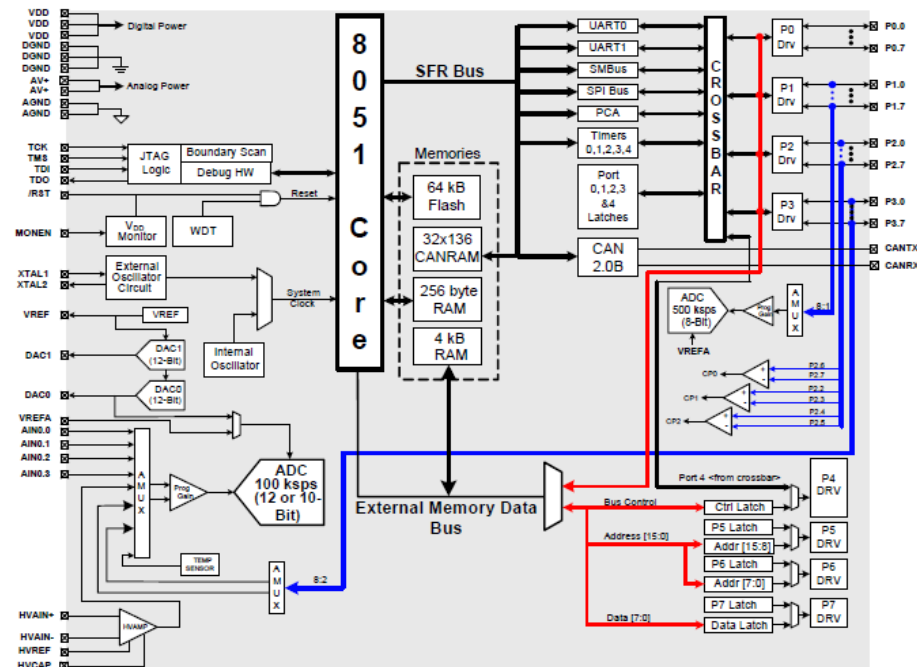 VDD
VDD
VDD
DGND
DGND
DGND
AV+
AV+
AGND
AGND
Digital Power
Analog Power
TCK
TMS
TDI
TDO
/RST
MONEN
JTAG
Logic
Boundary Scan
Debug HW
Reset
VDD
Monitor
WDT
XTAL1
XTAL2
External
Oscillator
Circuit
System
Clock
VREF
VREF
Internal
Oscillator
DAC1
DAC1
(12-Bit)
DAC0
DAC0
(12-Bit)
VREFA
AIN0.0
AIN0.1
AIN0.2
AIN0.3
AMUX
Prog
Gain
ADC
100 ksps
(12 or 10-
Bit)
TEMP
SENSOR
AMUX
8:2
HVAIN+
HVAIN-
HVREF
HVCAP
HVAMP
8051 Core
SFR Bus
Memories
64 kB
Flash
32x136
CANRAM
256 byte
RAM
4 kB
RAM
External Memory Data
Bus
UART0
UART1
SMBus
SPI Bus
PCA
Timers
0,1,2,3,4
Port
0,1,2,3
&4
Latches
CAN
2.0B
CROSSBAR
P0
Drv
P1
Drv
P2
Drv
P3
Drv
P0.0
P0.7
P1.0
P1.7
P2.0
P2.7
P3.0
P3.7
CANTX
CANRX
ADC
500 ksps
(8-Bit)
VREFA
Prog
Gain
AMUX
8:1
CP0
+
-
P2.6
P2.7
CP1
+
-
P2.2
P2.3
CP2
+
-
P2.4
P2.5
Port 4 <from crossbar>
Bus Control
Ctrl Latch
P4
DRV
Address [15:0]
P5 Latch
Addr [15:8]
P5
DRV
P6 Latch
Addr [7:0]
P6
DRV
Data [7:0]
P7 Latch
Data Latch
P7
DRV